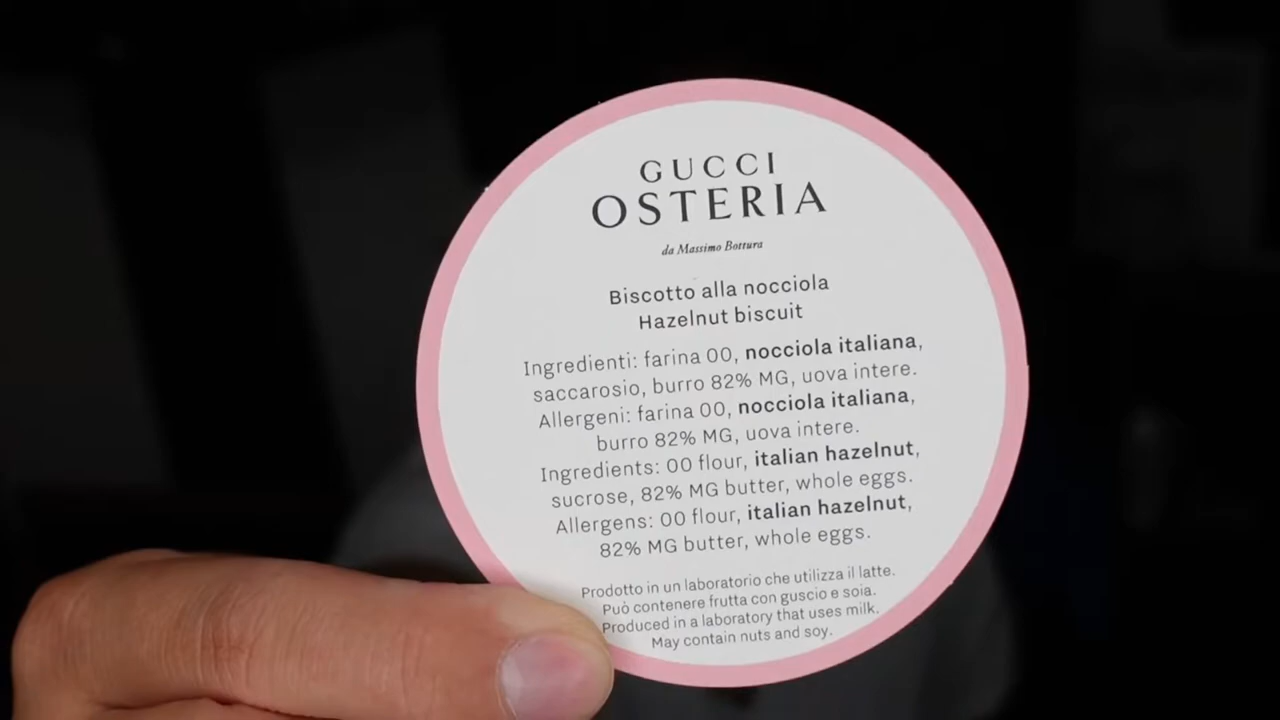 GUCCI
OSTERIA
da Massimo Bottura
Biscotto alla nocciola
Hazelnut biscuit
Ingredienti: farina 00, nocciola italiana,
saccarosio, burro 82% MG, uova intere.
Allergeni: farina 00, nocciola italiana,
burro 82% MG, uova intere.
Ingredients: 00 flour, italian hazelnut,
sucrose, 82% MG butter, whole eggs.
Allergens: 00 flour, italian hazelnut,
82% MG butter, whole eggs.
Prodotto in un laboratorio che utilizza il latte.
Può contenere frutta con guscio e soia.
Produced in a laboratory that uses milk.
May contain nuts and soy.